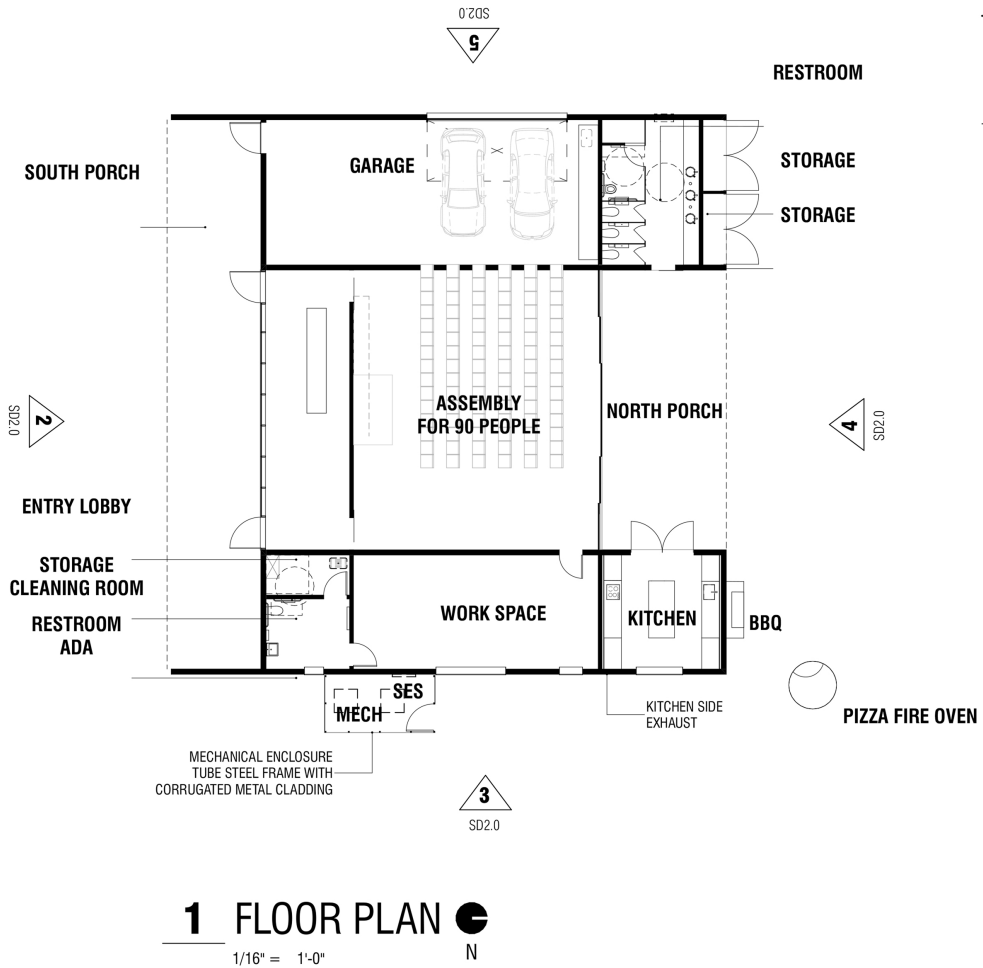 SD2.0
5
RESTROOM
SOUTH PORCH
GARAGE
STORAGE
STORAGE
2
SD2.0
ASSEMBLY
FOR 90 PEOPLE
NORTH PORCH
4
SD2.0
ENTRY LOBBY
STORAGE
CLEANING ROOM
RESTROOM
ADA
WORK SPACE
KITCHEN
BBQ
SES
MECH
KITCHEN SIDE
EXHAUST
PIZZA FIRE OVEN
MECHANICAL ENCLOSURE
TUBE STEEL FRAME WITH
CORRUGATED METAL CLADDING
3
SD2.0
1 FLOOR PLAN
N
1/16" = 1'-0"